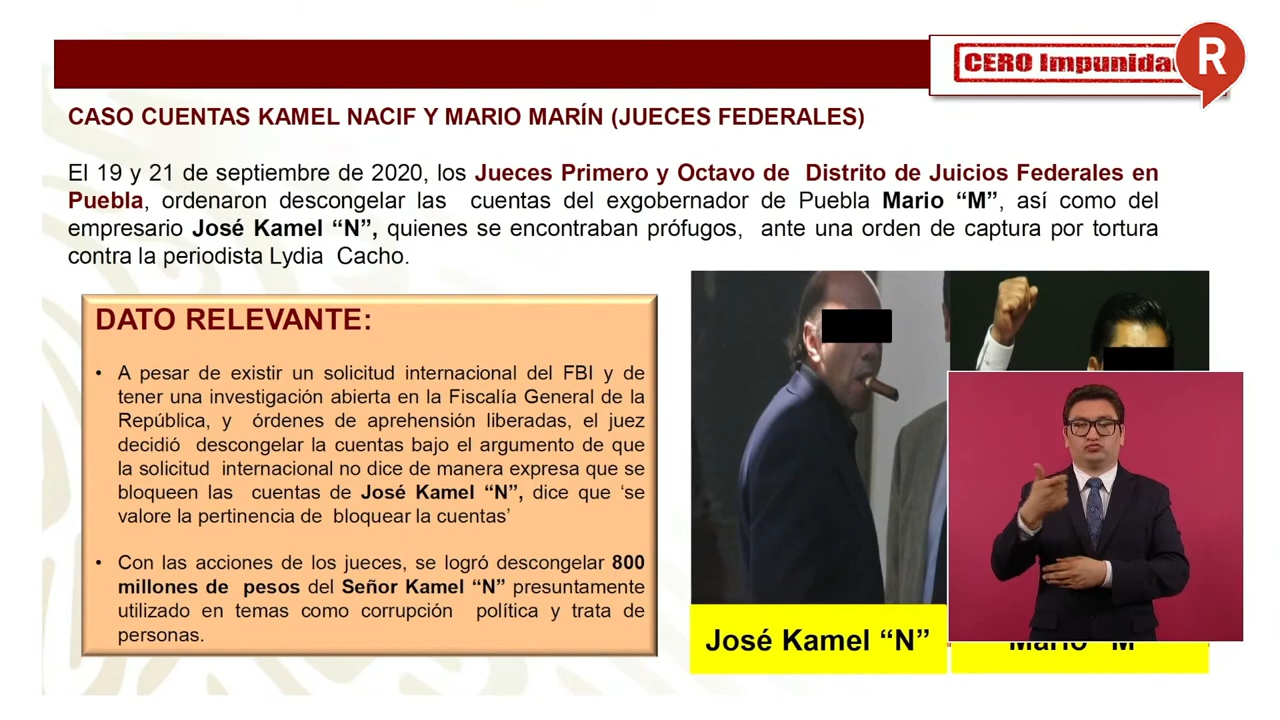 CERO Impunida
R
CASO CUENTAS KAMEL NACIF Y MARIO MARÍN (JUECES FEDERALES)
El 19 y 21 de septiembre de 2020, los Jueces Primero y Octavo de Distrito de Juicios Federales en
Puebla, ordenaron descongelar las cuentas del exgobernador de Puebla Mario “M”, así como del
empresario José Kamel “N”, quienes se encontraban prófugos, ante una orden de captura por tortura
contra la periodista Lydia Cacho.
DATO RELEVANTE:
• A pesar de existir un solicitud internacional del FBI y de
tener una investigación abierta en la Fiscalía General de la
República, y órdenes de aprehensión liberadas, el juez
decidió descongelar la cuentas bajo el argumento de que
la solicitud internacional no dice de manera expresa que se
bloqueen las cuentas de José Kamel “N”, dice que ‘se
valore la pertinencia de bloquear la cuentas’
• Con las acciones de los jueces, se logró descongelar 800
millones de pesos del Señor Kamel “N” presuntamente
utilizado en temas como corrupción política y trata de
personas.
José Kamel “N”
Mario “M”